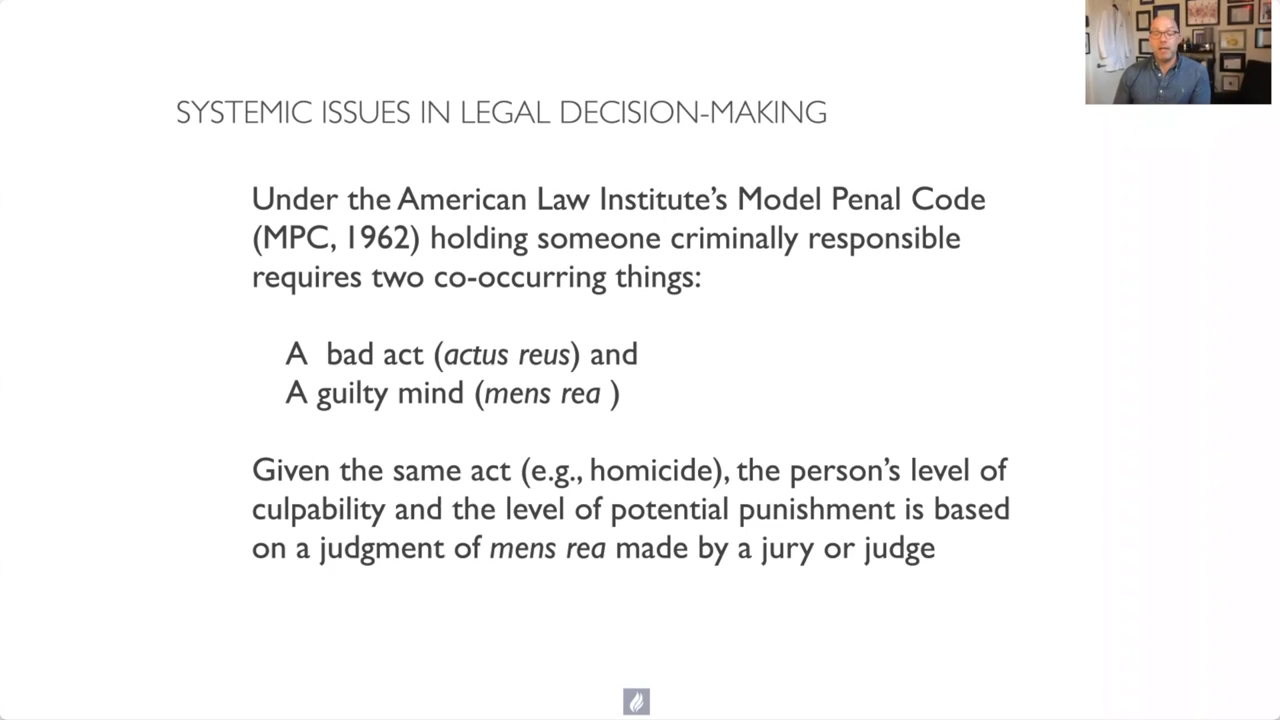 SYSTEMIC ISSUES IN LEGAL DECISION-MAKING
Under the American Law Institute’s Model Penal Code
(MPC, 1962) holding someone criminally responsible
requires two co-occurring things:
A bad act (actus reus) and
A guilty mind (mens rea )
Given the same act (e.g., homicide), the person’s level of
culpability and the level of potential punishment is based
on a judgment of mens rea made by a jury or judge